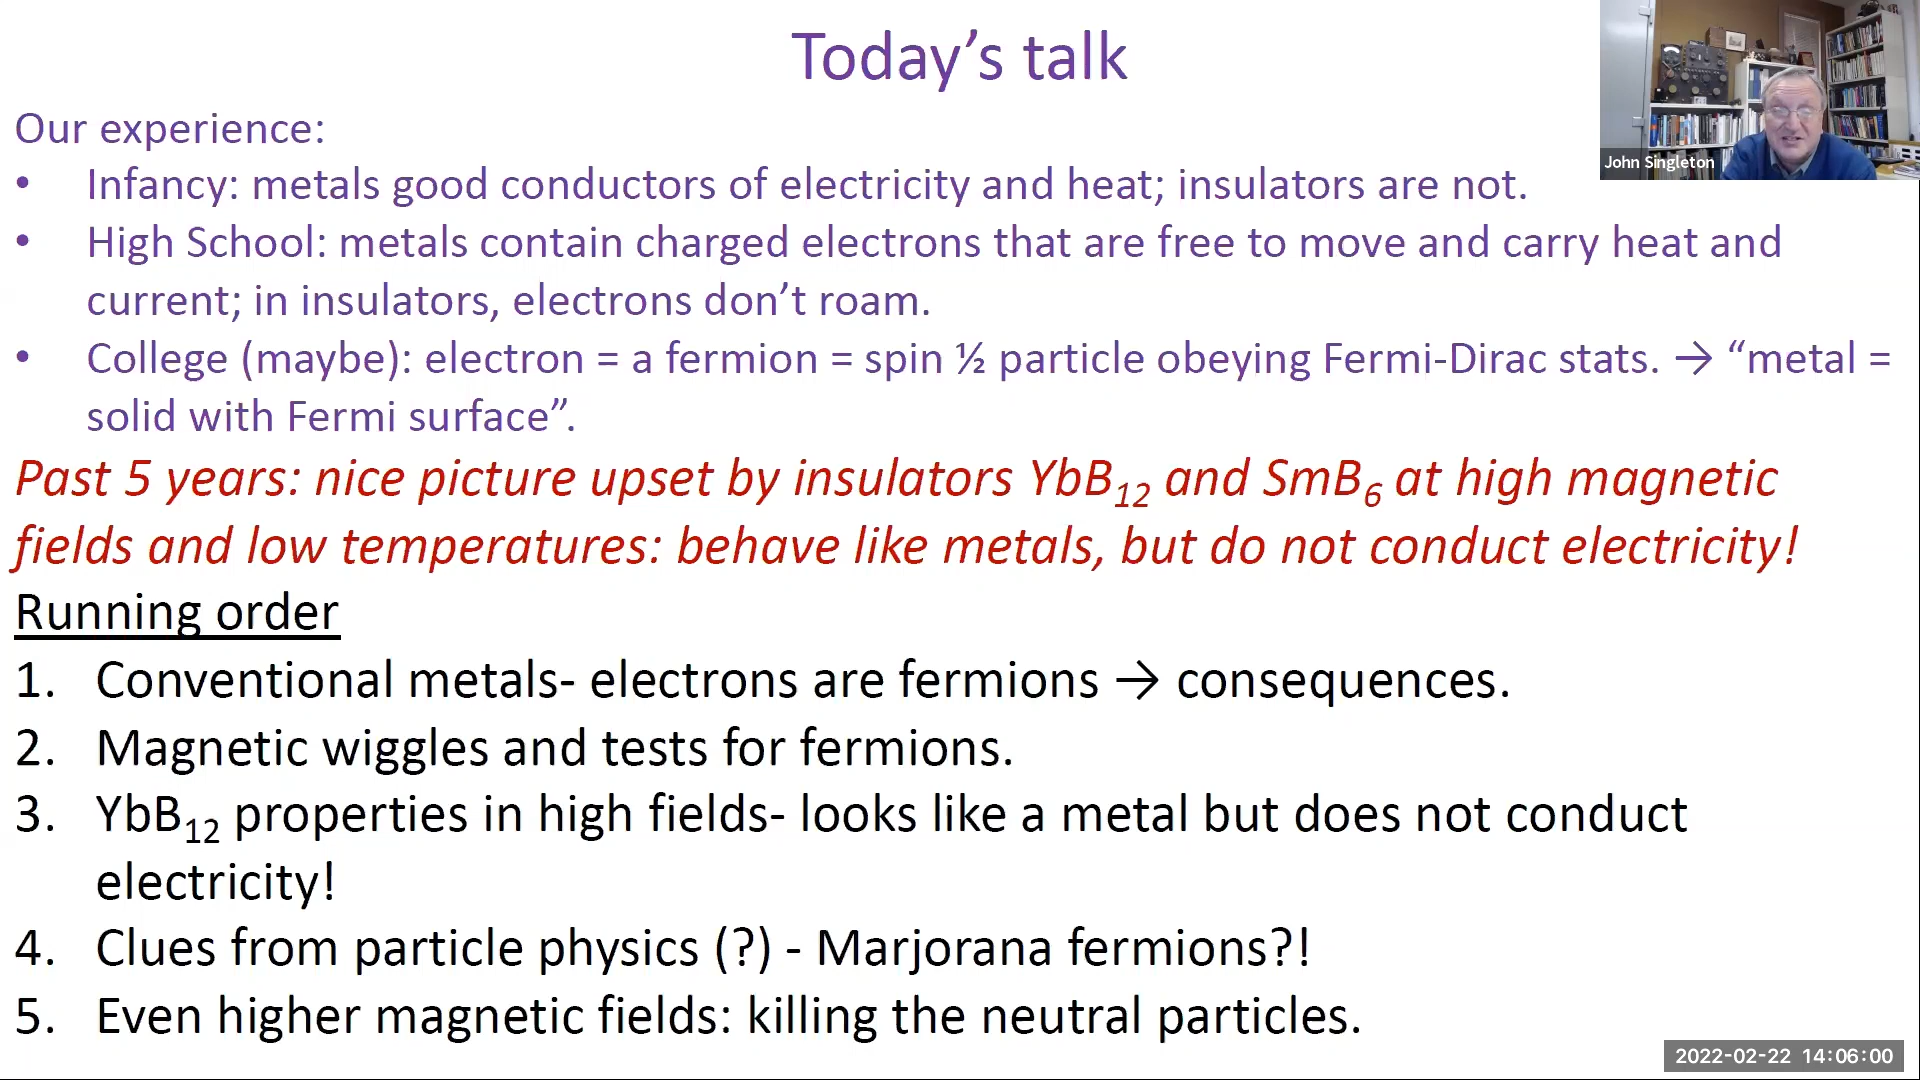 Today’s talk
John Singleton
Our experience:
• Infancy: metals good conductors of electricity and heat; insulators are not.
• High School: metals contain charged electrons that are free to move and carry heat and
current; in insulators, electrons don’t roam.
• College (maybe): electron = a fermion = spin ½ particle obeying Fermi-Dirac stats. → “metal =
solid with Fermi surface”.
Past 5 years: nice picture upset by insulators YbB₁₂ and SmB₆ at high magnetic
fields and low temperatures: behave like metals, but do not conduct electricity!
Running order
1. Conventional metals- electrons are fermions → consequences.
2. Magnetic wiggles and tests for fermions.
3. YbB₁₂ properties in high fields- looks like a metal but does not conduct
electricity!
4. Clues from particle physics (?) - Marjorana fermions?!
5. Even higher magnetic fields: killing the neutral particles.
2022-02-22 14:06:00